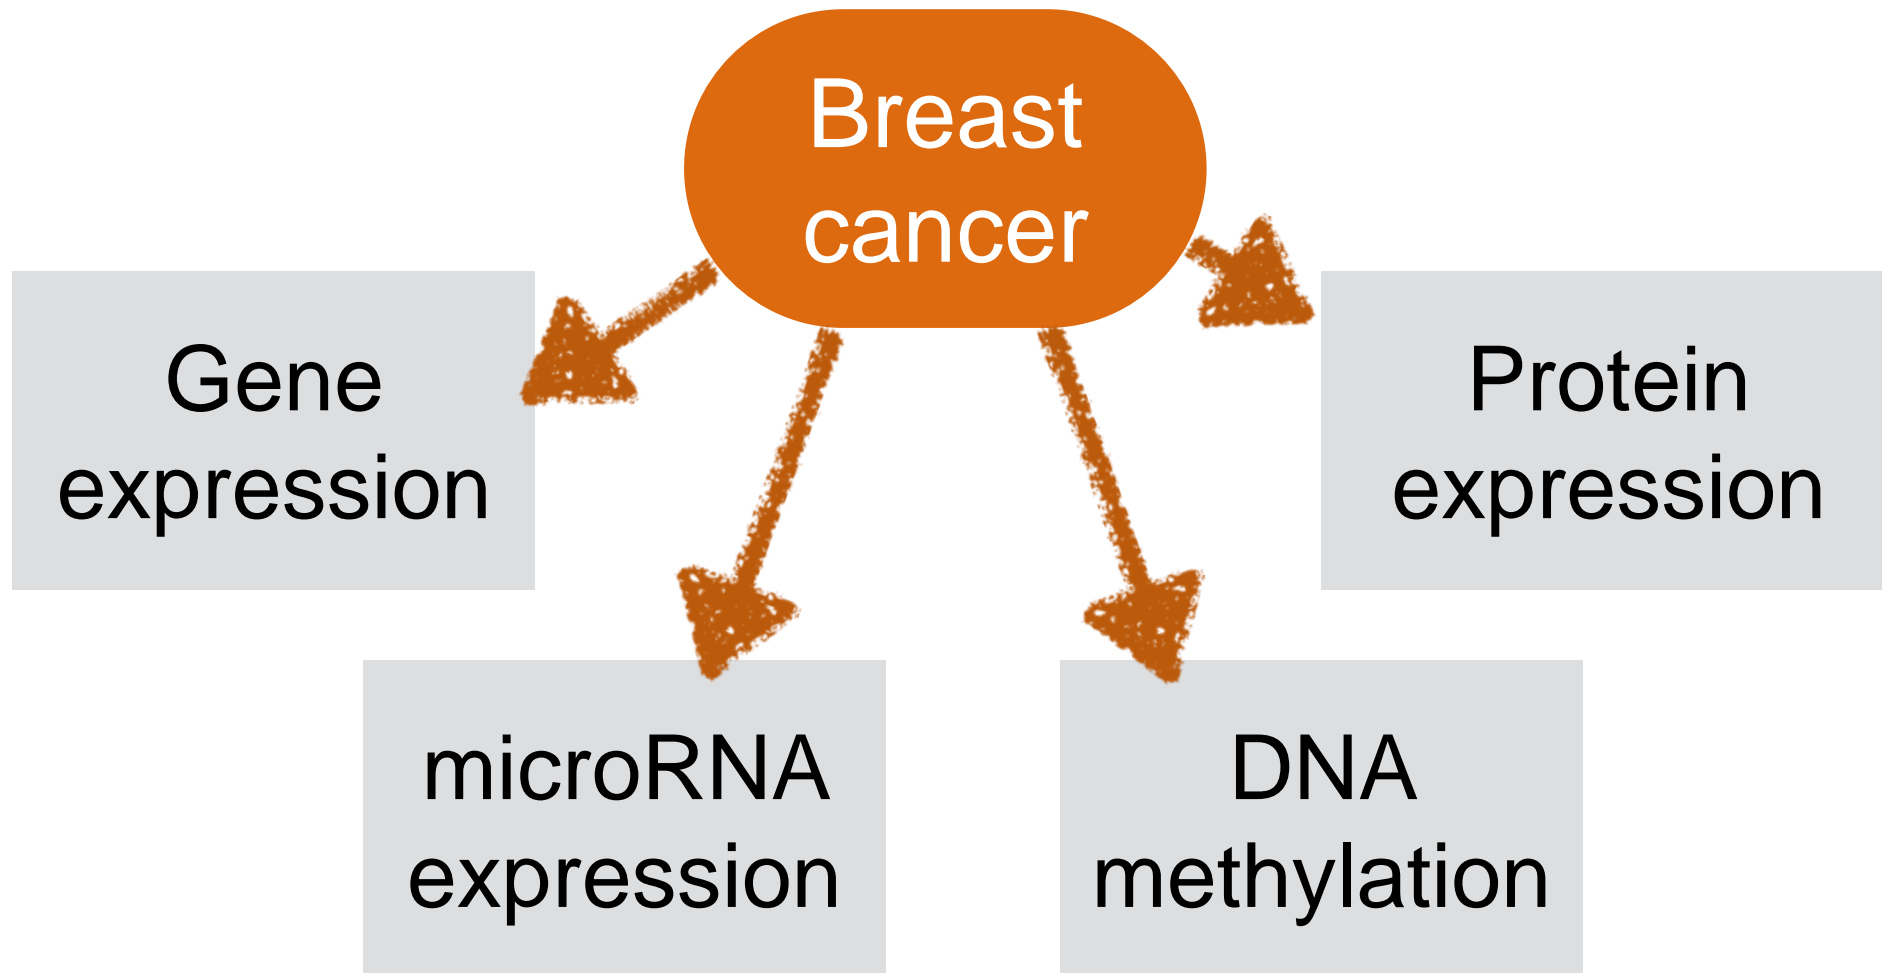 Breast
cancer
Gene
expression
Protein
expression
microRNA
expression
DNA
methylation